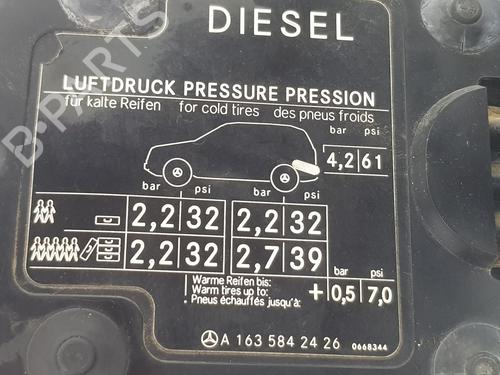 DIESEL
LUFTDRUCK PRESSURE PRESSION
für kalte Reifen for cold tires des pneus froids
bar psi
4,2 61
bar psi bar psi
2,2 32 2,2 32
2,2 32 2,7 39
Warme Reifen bis: bar psi
Warm tires up to: + 0,5 7,0
Pneus échauffés jusqu'à:
A 163 584 24 26 0668344
B-PARTS